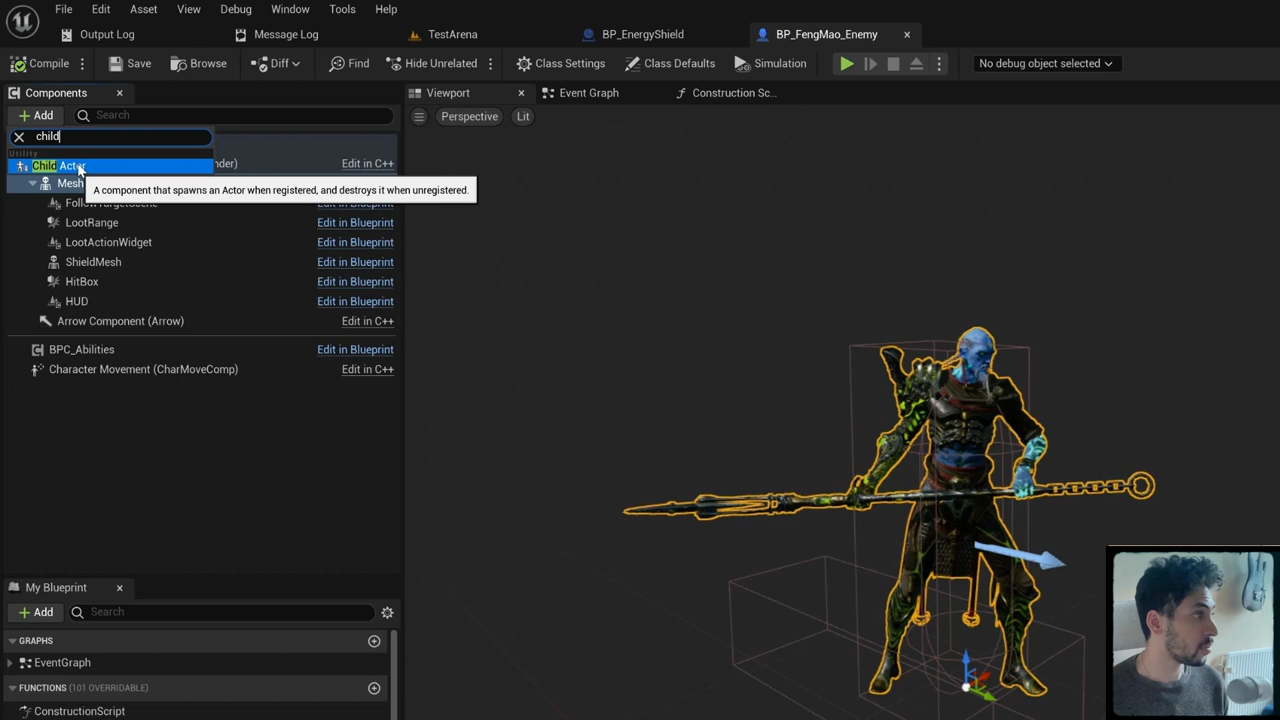 File Edit Asset View Debug Window Tools Help
Output Log Message Log TestArena BP_EnergyShield BP_FengMao_Enemy
Compile Save Browse Diff Find Hide Unrelated Class Settings Class Defaults Simulation No debug object selected
Components Viewport Event Graph Construction Sc...
Add Search
Perspective Lit
child
Utility
Child Actor
nder) Edit in C++
Mesh
A component that spawns an Actor when registered, and destroys it when unregistered.
FollowTargetScene Edit in Blueprint
LootRange Edit in Blueprint
LootActionWidget Edit in Blueprint
ShieldMesh Edit in Blueprint
HitBox Edit in Blueprint
HUD Edit in Blueprint
Arrow Component (Arrow) Edit in C++
BPC_Abilities Edit in Blueprint
Character Movement (CharMoveComp) Edit in C++
My Blueprint
Add Search
GRAPHS
EventGraph
FUNCTIONS (101 OVERRIDABLE)
ConstructionScript